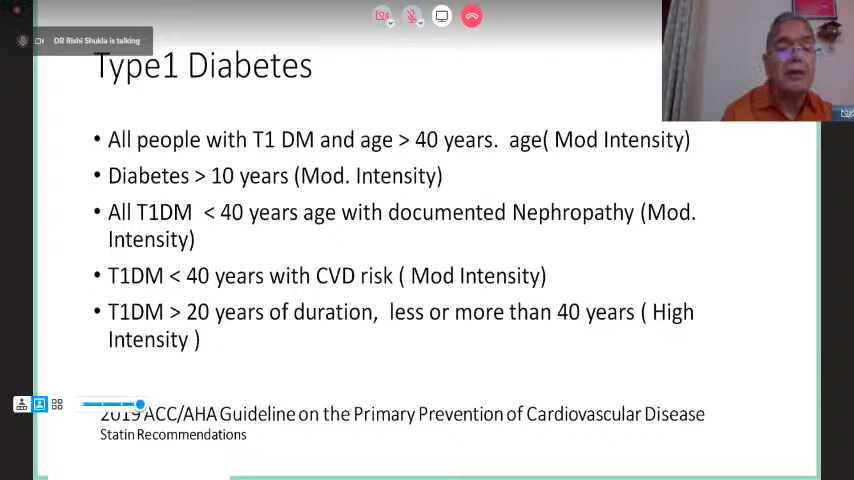 DR Rishi Shukla is talking
Type1 Diabetes
• All people with T1 DM and age > 40 years. age( Mod Intensity)
• Diabetes > 10 years (Mod. Intensity)
• All T1DM < 40 years age with documented Nephropathy (Mod.
Intensity)
• T1DM < 40 years with CVD risk ( Mod Intensity)
• T1DM > 20 years of duration, less or more than 40 years ( High
Intensity )
2019 ACC/AHA Guideline on the Primary Prevention of Cardiovascular Disease
Statin Recommendations